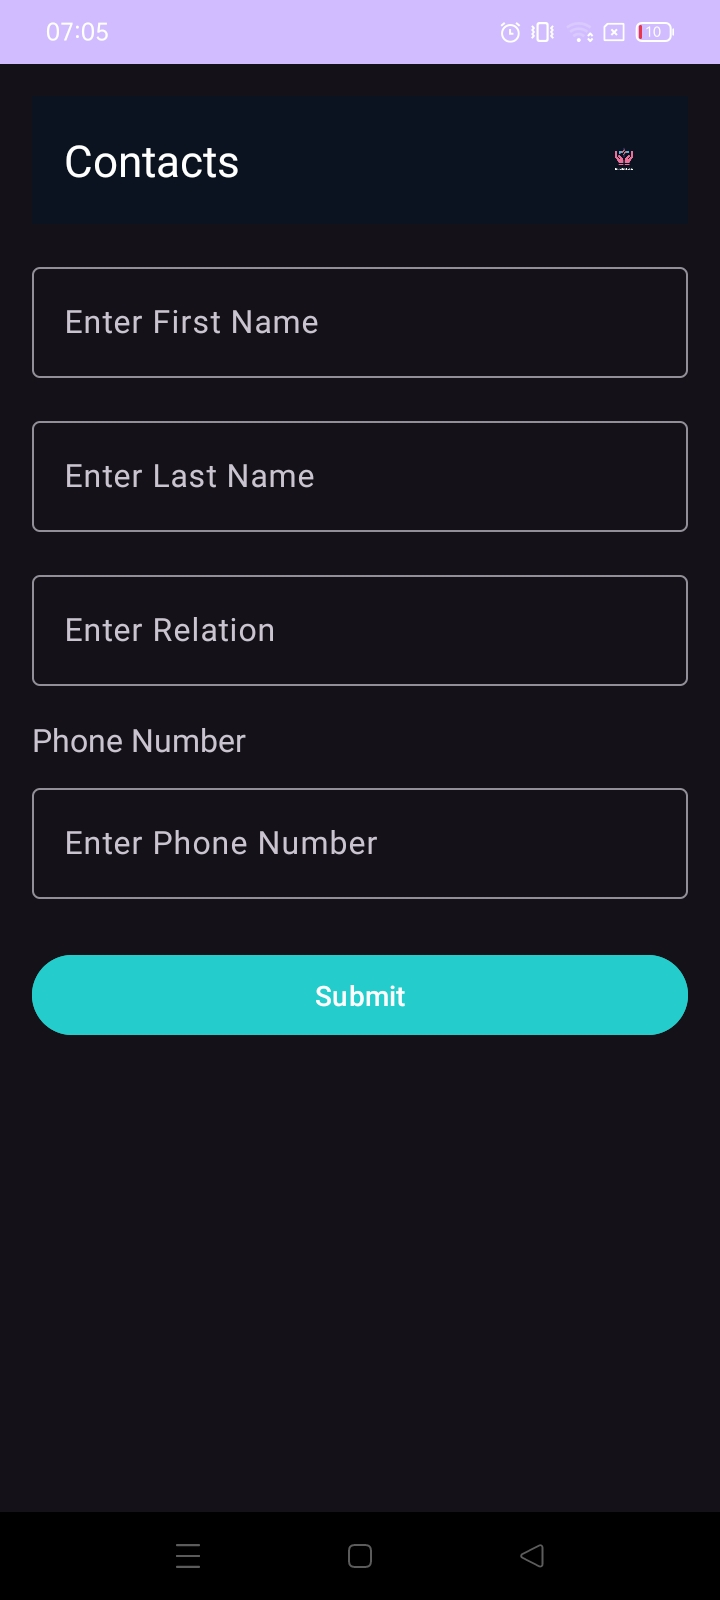 07:05
10
Contacts
Enter First Name
Enter Last Name
Enter Relation
Phone Number
Enter Phone Number
Submit